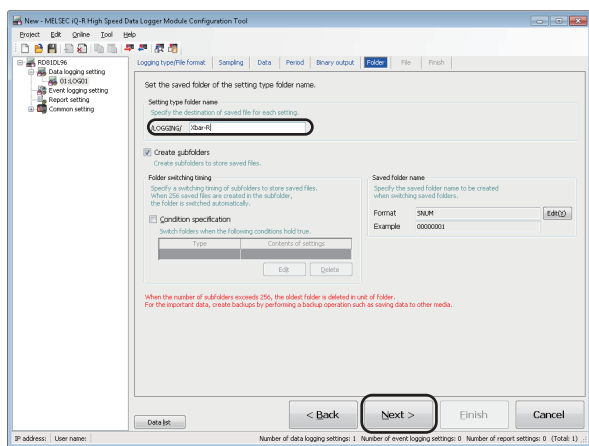 New - MELSEC iQ-R High Speed Data Logger Module Configuration Tool
Project Edit Online Tool Help
RD81DL96
Data logging setting
01:LOG01
Event logging setting
Report setting
Common setting
Logging type/File format Sampling Data Period Binary output Folder File Finish
Set the saved folder of the setting type folder name.
Setting type folder name
Specify the destination of saved file for each setting.
/LOGGING/ Xbar-R
Create subfolders
Create subfolders to store saved files.
Folder switching timing
Specify a switching timing of subfolders to store saved files.
When 256 saved files are created in the subfolder,
the folder is switched automatically.
Condition specification
Switch folders when the following conditions hold true.
Type Contents of settings
Edit Delete
Saved folder name
Specify the saved folder name to be created
when switching saved folders.
Format SNUM Edit(Y)
Example 00000001
When the number of subfolders exceeds 256, the oldest folder is deleted in unit of folder.
For the important data, create backups by performing a backup operation such as saving data to other media.
Data list < Back Next > Finish Cancel
IP address: User name: Number of data logging settings: 1 Number of event logging settings: 0 Number of report settings: 0 (Total: 1)